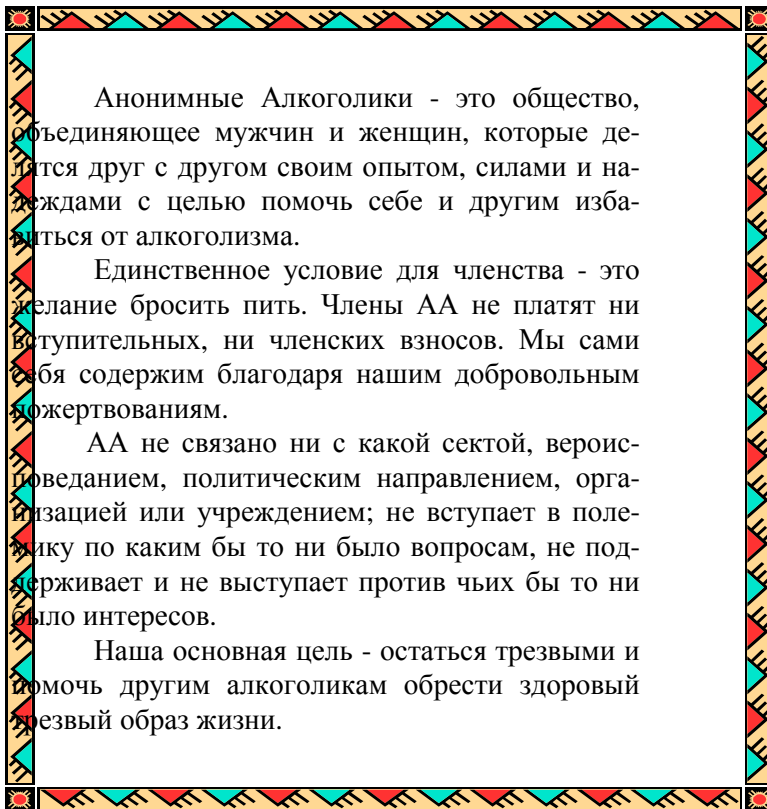 Анонимные Алкоголики - это общество,
объединяющее мужчин и женщин, которые де-
лятся друг с другом своим опытом, силами и на-
деждами с целью помочь себе и другим изба-
виться от алкоголизма.
Единственное условие для членства - это
желание бросить пить. Члены АА не платят ни
вступительных, ни членских взносов. Мы сами
себя содержим благодаря нашим добровольным
пожертвованиям.
АА не связано ни с какой сектой, вероис-
поведанием, политическим направлением, орга-
низацией или учреждением; не вступает в поле-
мику по каким бы то ни было вопросам, не под-
держивает и не выступает против чьих бы то ни
было интересов.
Наша основная цель - остаться трезвыми и
помочь другим алкоголикам обрести здоровый
трезвый образ жизни.